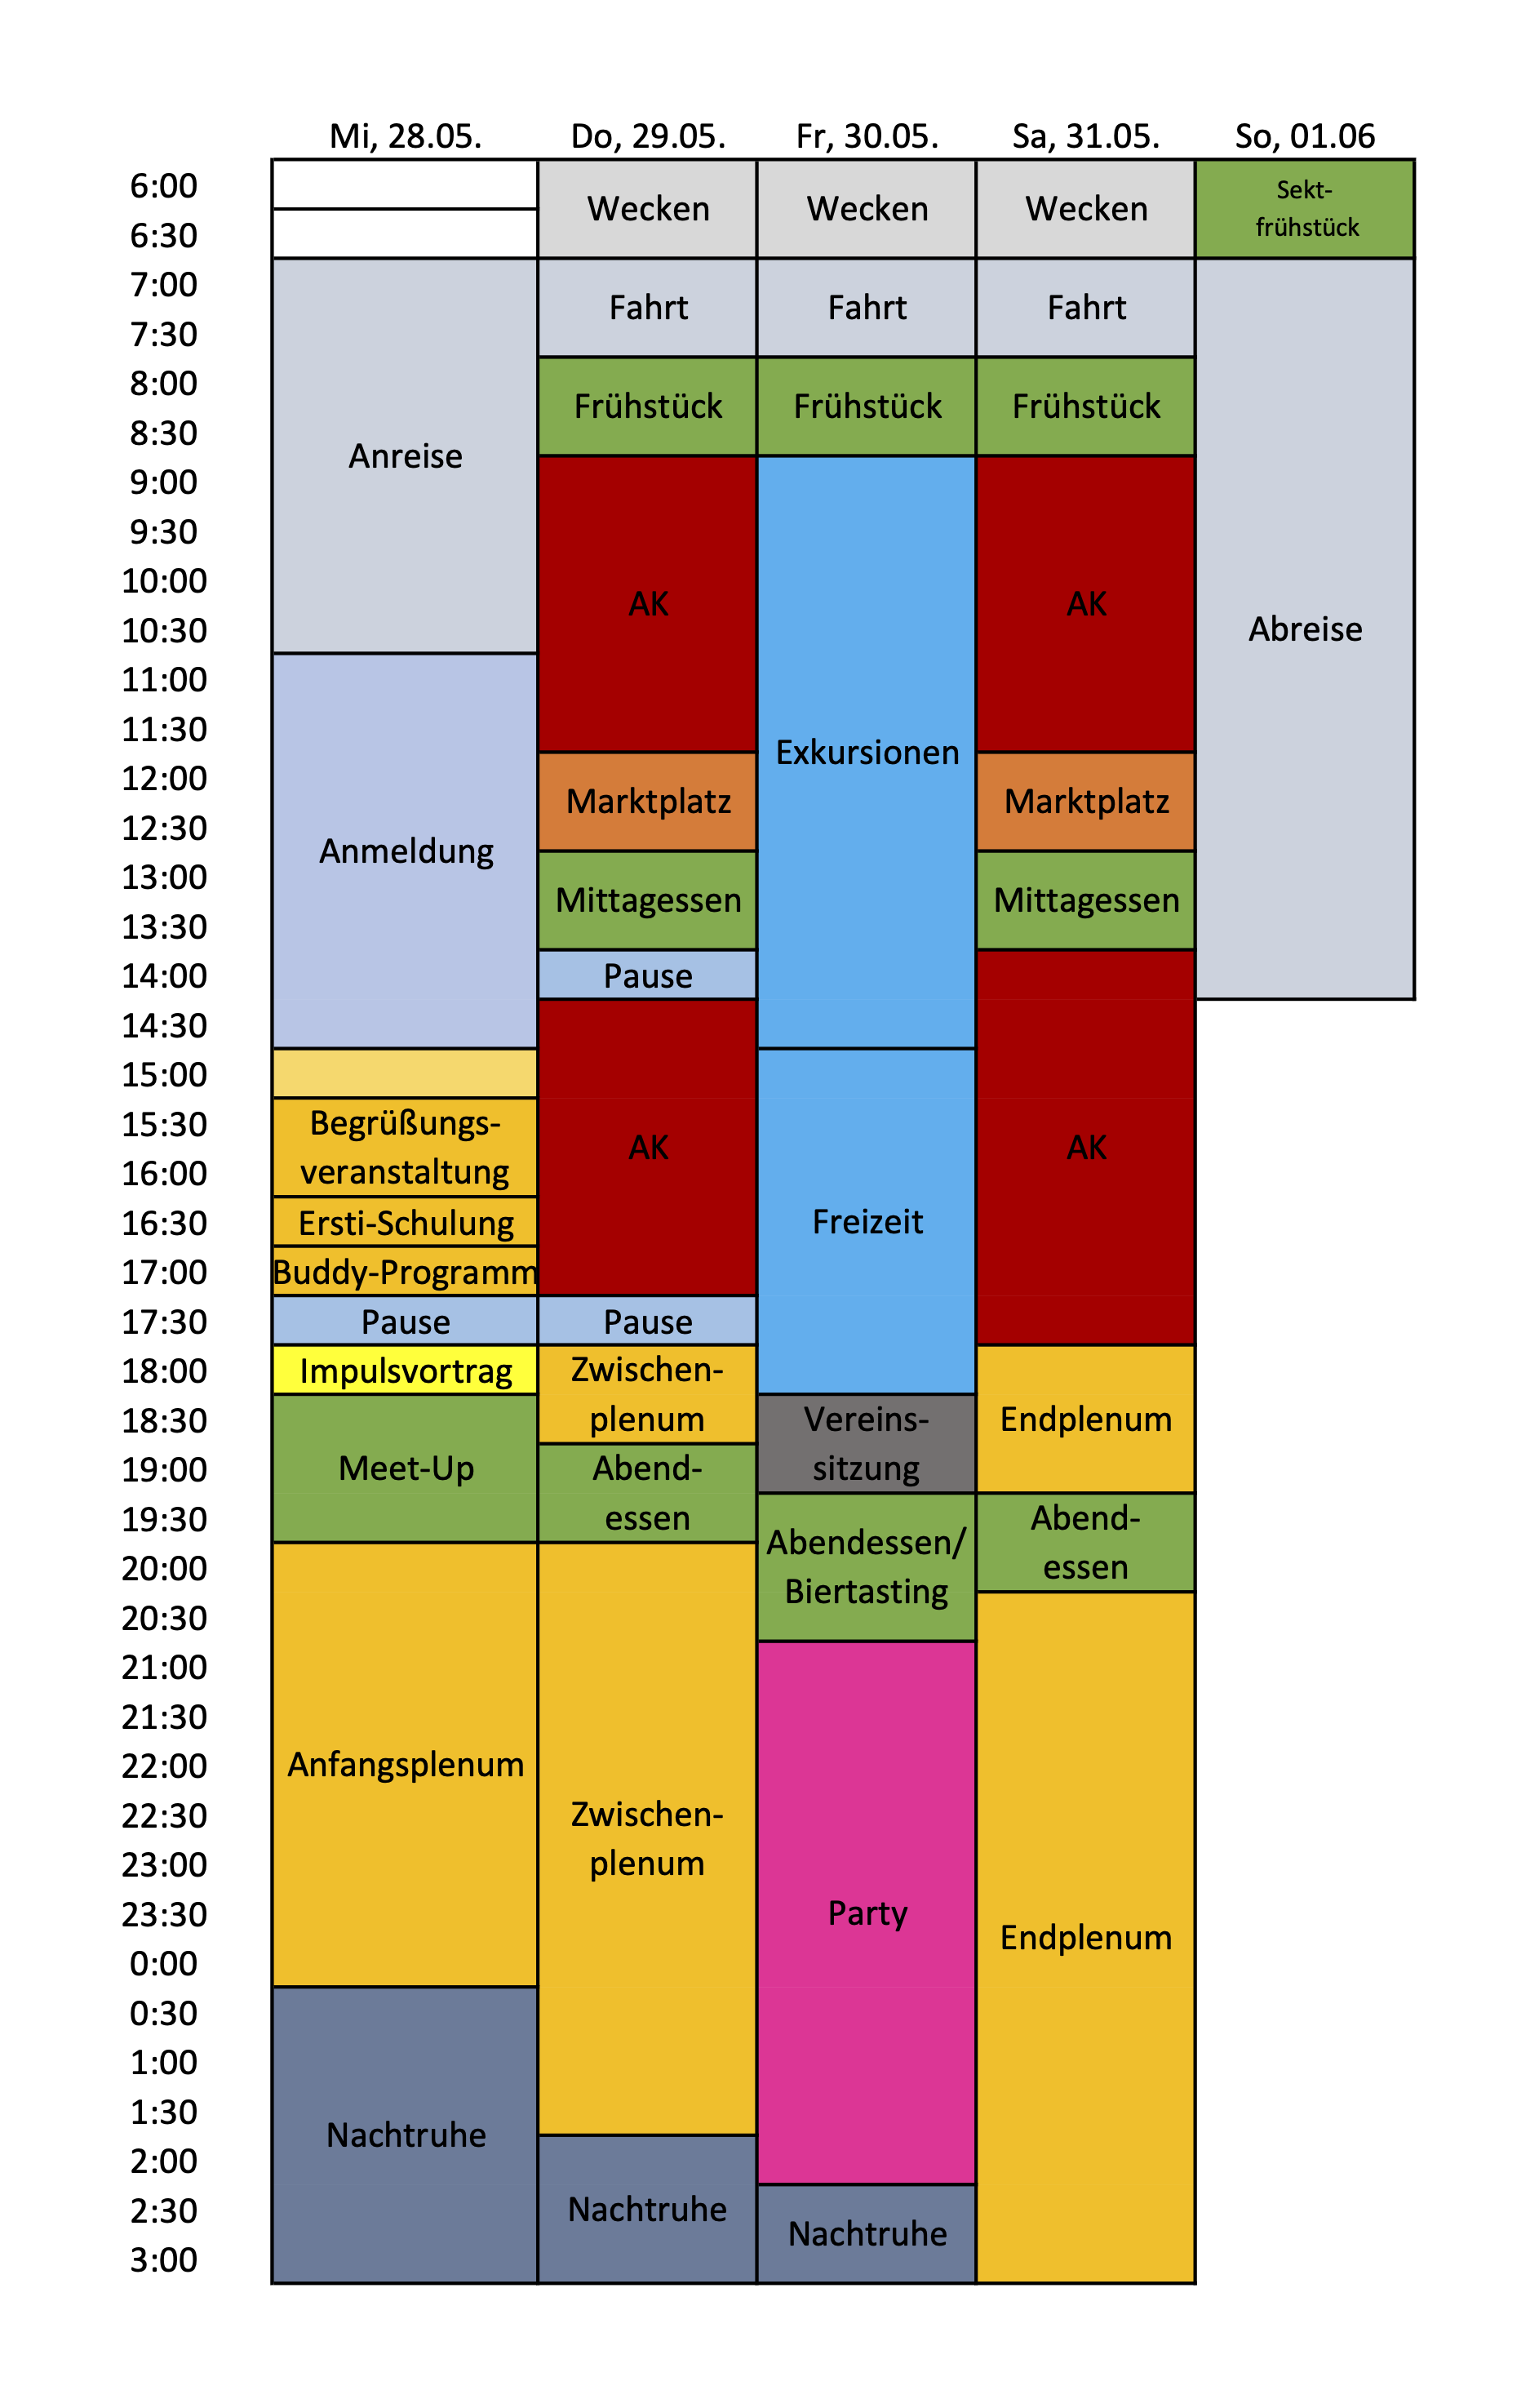 Mi, 28.05. Do, 29.05. Fr, 30.05. Sa, 31.05. So, 01.06
6:00
6:30
7:00
7:30
8:00
8:30
9:00
9:30
10:00
10:30
11:00
11:30
12:00
12:30
13:00
13:30
14:00
14:30
15:00
15:30
16:00
16:30
17:00
17:30
18:00
18:30
19:00
19:30
20:00
20:30
21:00
21:30
22:00
22:30
23:00
23:30
0:00
0:30
1:00
1:30
2:00
2:30
3:00
Anreise
Anmeldung
Begrüßungs-
veranstaltung
Ersti-Schulung
Buddy-Programm
Pause
Impulsvortrag
Meet-Up
Anfangsplenum
Nachtruhe
Wecken
Fahrt
Frühstück
AK
Marktplatz
Mittagessen
Pause
AK
Pause
Zwischen-
plenum
Abend-
essen
Zwischen-
plenum
Nachtruhe
Wecken
Fahrt
Frühstück
Exkursionen
Freizeit
Vereins-
sitzung
Abendessen/
Biertasting
Party
Nachtruhe
Wecken
Fahrt
Frühstück
AK
Marktplatz
Mittagessen
AK
Endplenum
Abend-
essen
Endplenum
Sekt-
frühstück
Abreise